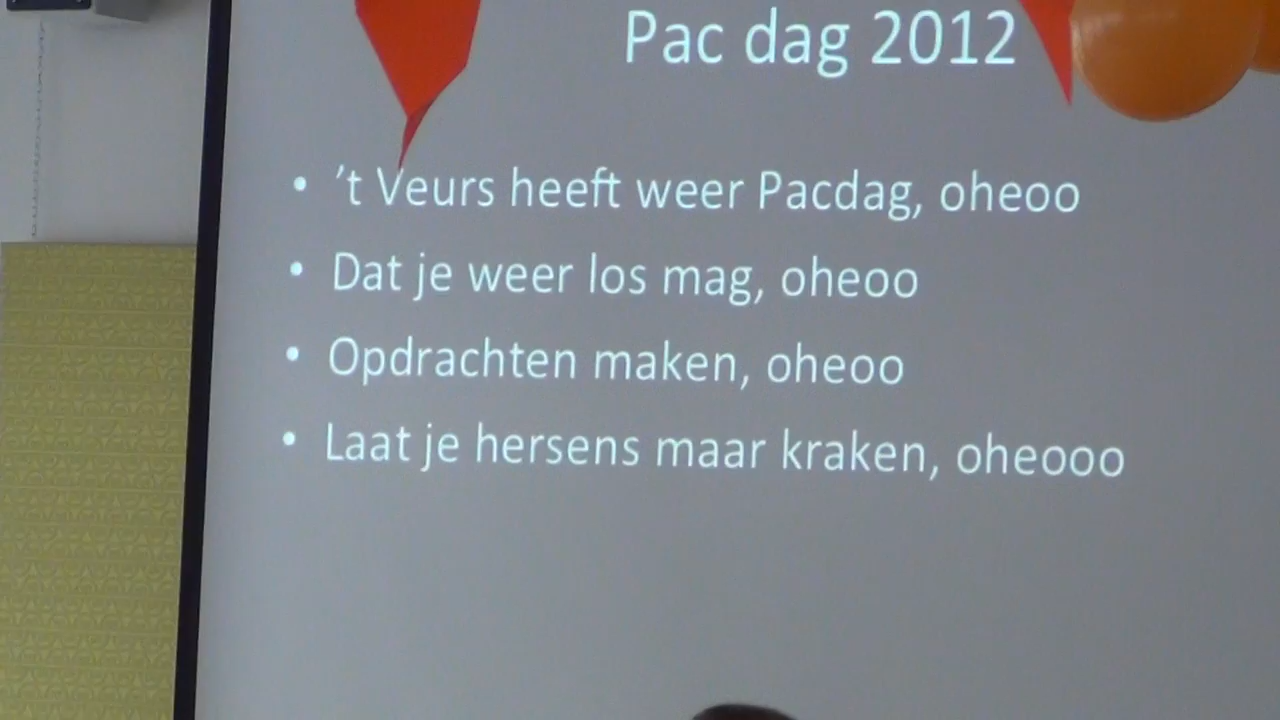 Pac dag 2012
• 't Veurs heeft weer Pacdag, oheoo
• Dat je weer los mag, oheoo
• Opdrachten maken, oheoo
• Laat je hersens maar kraken, oheooo